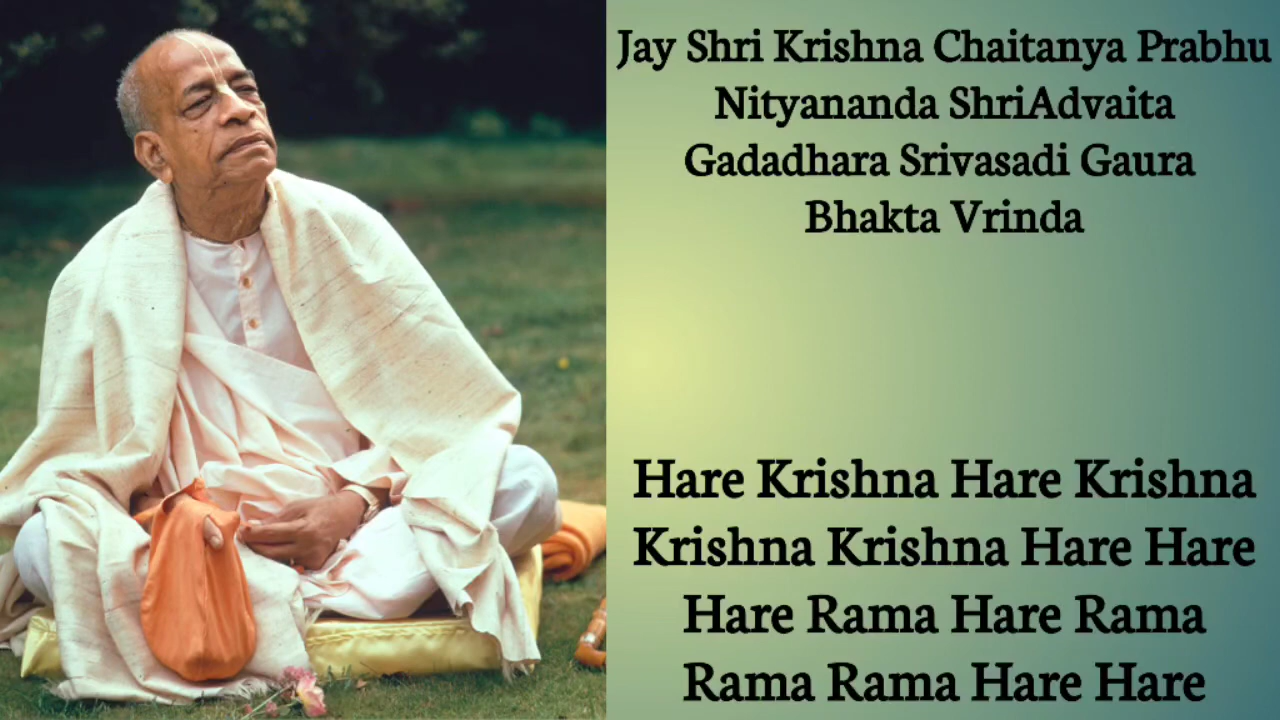 Jay Shri Krishna Chaitanya Prabhu
Nityananda ShriAdvaita
Gadadhara Srivasadi Gaura
Bhakta Vrinda
Hare Krishna Hare Krishna
Krishna Krishna Hare Hare
Hare Rama Hare Rama
Rama Rama Hare Hare